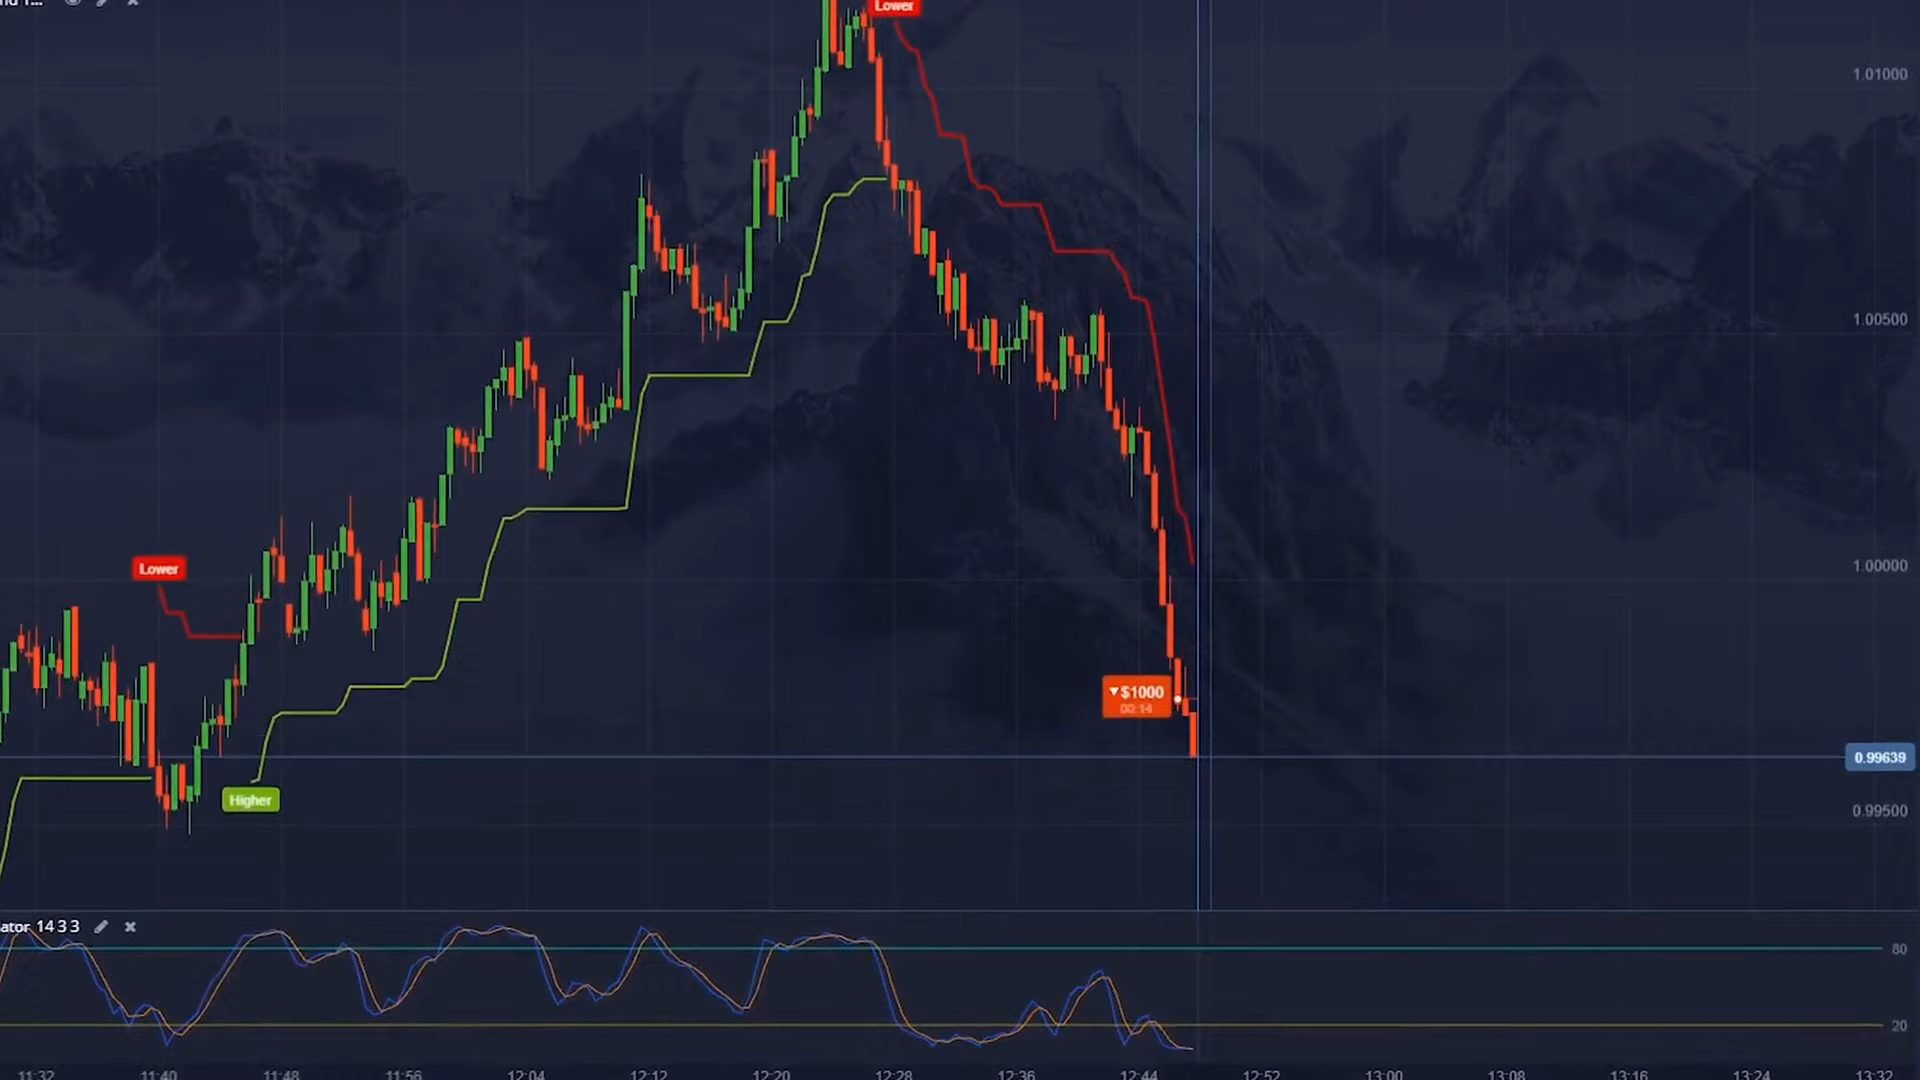 Lower
1.01000
1.00500
Lower
1.00000
▼$1000
00:14
0.99639
Higher
0.99500
ator 14 3 3
80
20
11:32 11:40 11:48 11:56 12:04 12:12 12:20 12:28 12:36 12:44 12:52 13:00 13:08 13:16 13:24 13:32